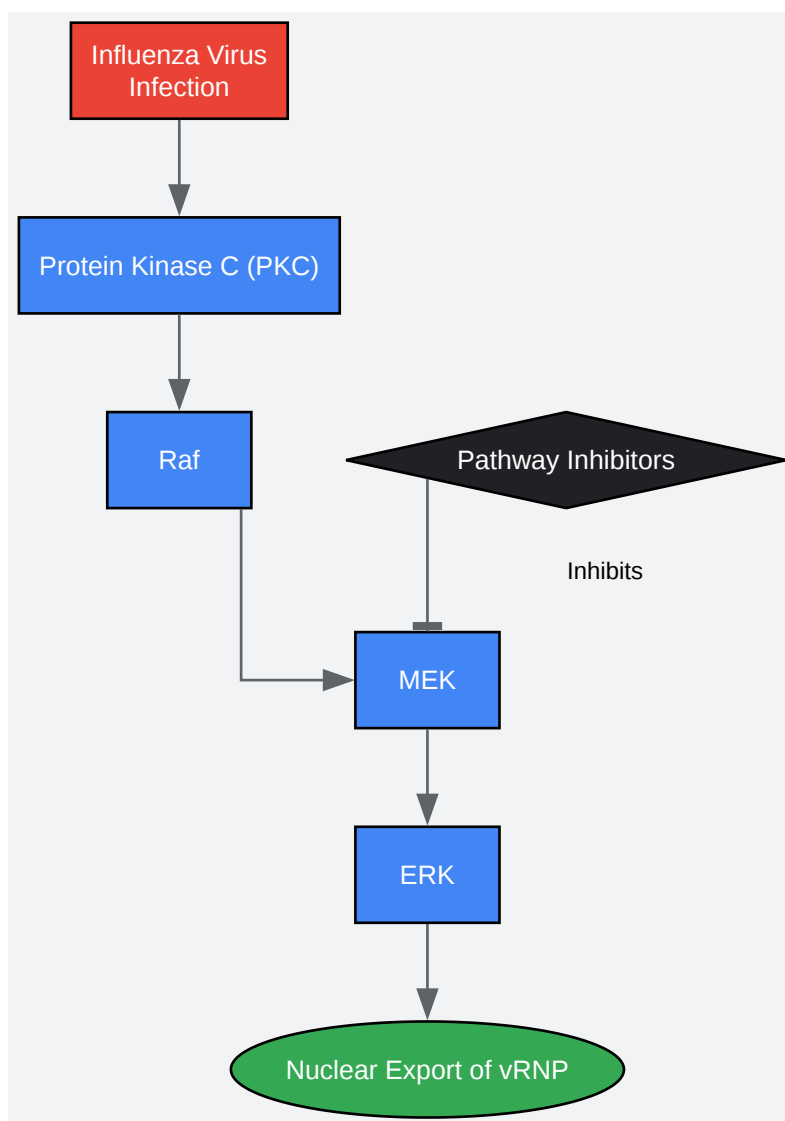 Influenza Virus
Infection
Protein Kinase C (PKC)
Raf
Pathway Inhibitors
Inhibits
MEK
ERK
Nuclear Export of vRNP